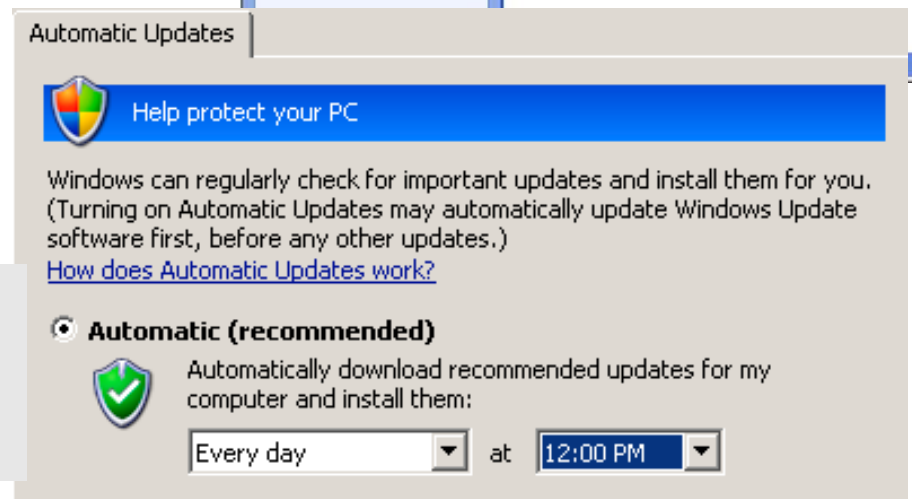 Automatic Updates
Help protect your PC
Windows can regularly check for important updates and install them for you.
(Turning on Automatic Updates may automatically update Windows Update
software first, before any other updates.)
How does Automatic Updates work?
Automatic (recommended)
Automatically download recommended updates for my
computer and install them:
Every day at 12:00 PM